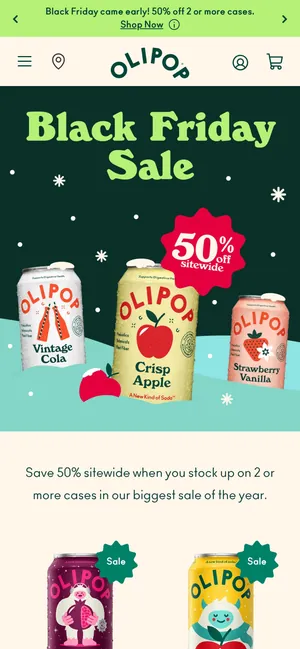 Black Friday came early! 50% off 2 or more cases.
Shop Now
OLIPOP
Black Friday
Sale
50%
off
sitewide
OLIPOP
Vintage
Cola
OLIPOP
Crisp
Apple
A New Kind of Soda™
OLIPOP
Strawberry
Vanilla
Save 50% sitewide when you stock up on 2 or
more cases in our biggest sale of the year.
Sale
Sale
OLIPOP
OLIPOP